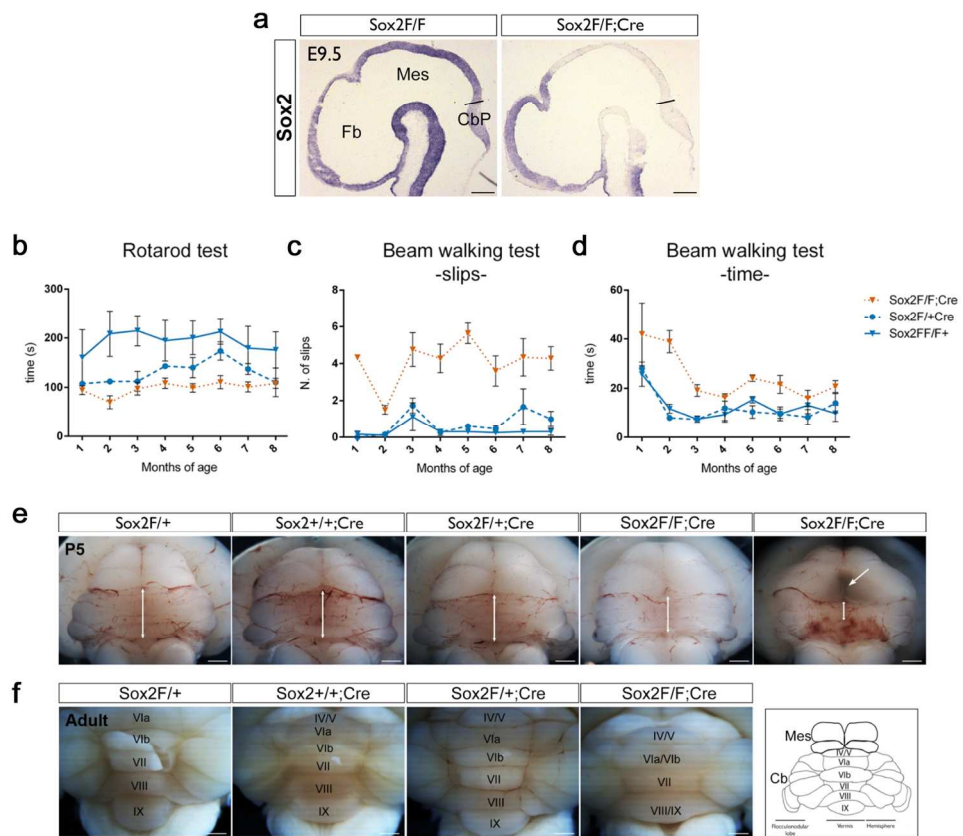 a
Sox2F/F
Sox2F/F;Cre
Sox2
E9.5
Mes
Fb
CbP
b
Rotarod test
time (s)
300
200
100
0
1 2 3 4 5 6 7 8
Months of age
c
Beam walking test
-slips-
N. of slips
8
6
4
2
0
1 2 3 4 5 6 7 8
Months of age
d
Beam walking test
-time-
time (s)
60
40
20
0
1 2 3 4 5 6 7 8
Months of age
Sox2F/F;Cre
Sox2F/+Cre
Sox2FF/F+
e
Sox2F/+
Sox2+/+;Cre
Sox2F/+;Cre
Sox2F/F;Cre
Sox2F/F;Cre
P5
f
Sox2F/+
Sox2+/+;Cre
Sox2F/+;Cre
Sox2F/F;Cre
Adult
VIa
VIb
VII
VIII
IX
IV/V
VIa
VIb
VII
VIII
IX
IV/V
VIa
VIb
VII
VIII
IX
IV/V
VIa/VIb
VII
VIII/IX
Mes
Cb
IV/V
VIa
VIb
VII
VIII
IX
Flocculonodular
lobe
Vermis
Hemisphere